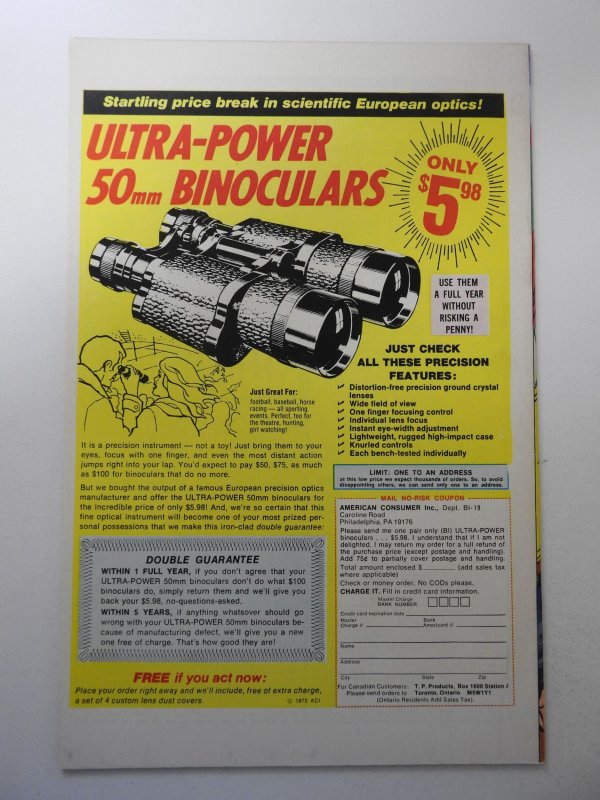 Startling price break in scientific European optics!
ULTRA-POWER
50mm BINOCULARS
ONLY
$5.98
USE THEM
A FULL YEAR
WITHOUT
RISKING A
PENNY!
JUST CHECK
ALL THESE PRECISION
FEATURES:
✓ Distortion-free precision ground crystal
lenses
✓ Wide field of view
✓ One finger focusing control
✓ Individual lens focus
✓ Instant eye-width adjustment
✓ Lightweight, rugged high-impact case
✓ Knurled controls
✓ Each bench-tested individually
Just Great For:
football, baseball, horse
racing — all sporting
events. Perfect, too for
the theatre, hunting,
girl watching!
It is a precision instrument — not a toy! Just bring them to your
eyes, focus with one finger, and even the most distant action
jumps right into your lap. You'd expect to pay $50, $75, as much
as $100 for binoculars that do no more.
But we bought the output of a famous European precision optics
manufacturer and offer the ULTRA-POWER 50mm binoculars for
the incredible price of only $5.98! And, we're so certain that this
fine optical instrument will become one of your most prized per-
sonal possessions that we make this iron-clad double guarantee:
DOUBLE GUARANTEE
WITHIN 1 FULL YEAR, if you don't agree that your
ULTRA-POWER 50mm binoculars don't do what $100
binoculars do, simply return them and we'll give you
back your $5.98, no-questions-asked.
WITHIN 5 YEARS, if anything whatsoever should go
wrong with your ULTRA-POWER 50mm binoculars be-
cause of manufacturing defect, we'll give you a new
one free of charge. That's how good they are!
FREE if you act now:
Place your order right away and we'll include, free of extra charge,
a set of 4 custom lens dust covers.
© 1975 ACI
LIMIT: ONE TO AN ADDRESS
at this low price we expect thousands of orders. So, to avoid
disappointing others, we can send only one to an address.
MAIL NO-RISK COUPON
AMERICAN CONSUMER Inc., Dept. BI-19
Caroline Road
Philadelphia, PA 19176
Please send me one pair only (BI) ULTRA-POWER
binoculars . . . $5.98. I understand that if I am not
delighted, I may return my order for a full refund of
the purchase price (except postage and handling).
Add 75¢ to partially cover postage and handling.
Total amount enclosed $ (add sales tax
where applicable)
Check or money order. No CODs please.
CHARGE IT. Fill in credit card information.
Master Charge
BANK NUMBER
Credit card expiration date
Master Bank
Charge # Americard #
Name
Address
City State Zip
For Canadian Customers: T. P. Products, Box 1600 Station /
Please send orders to Toronto, Ontario M5W1Y1
(Ontario Residents Add Sales Tax)